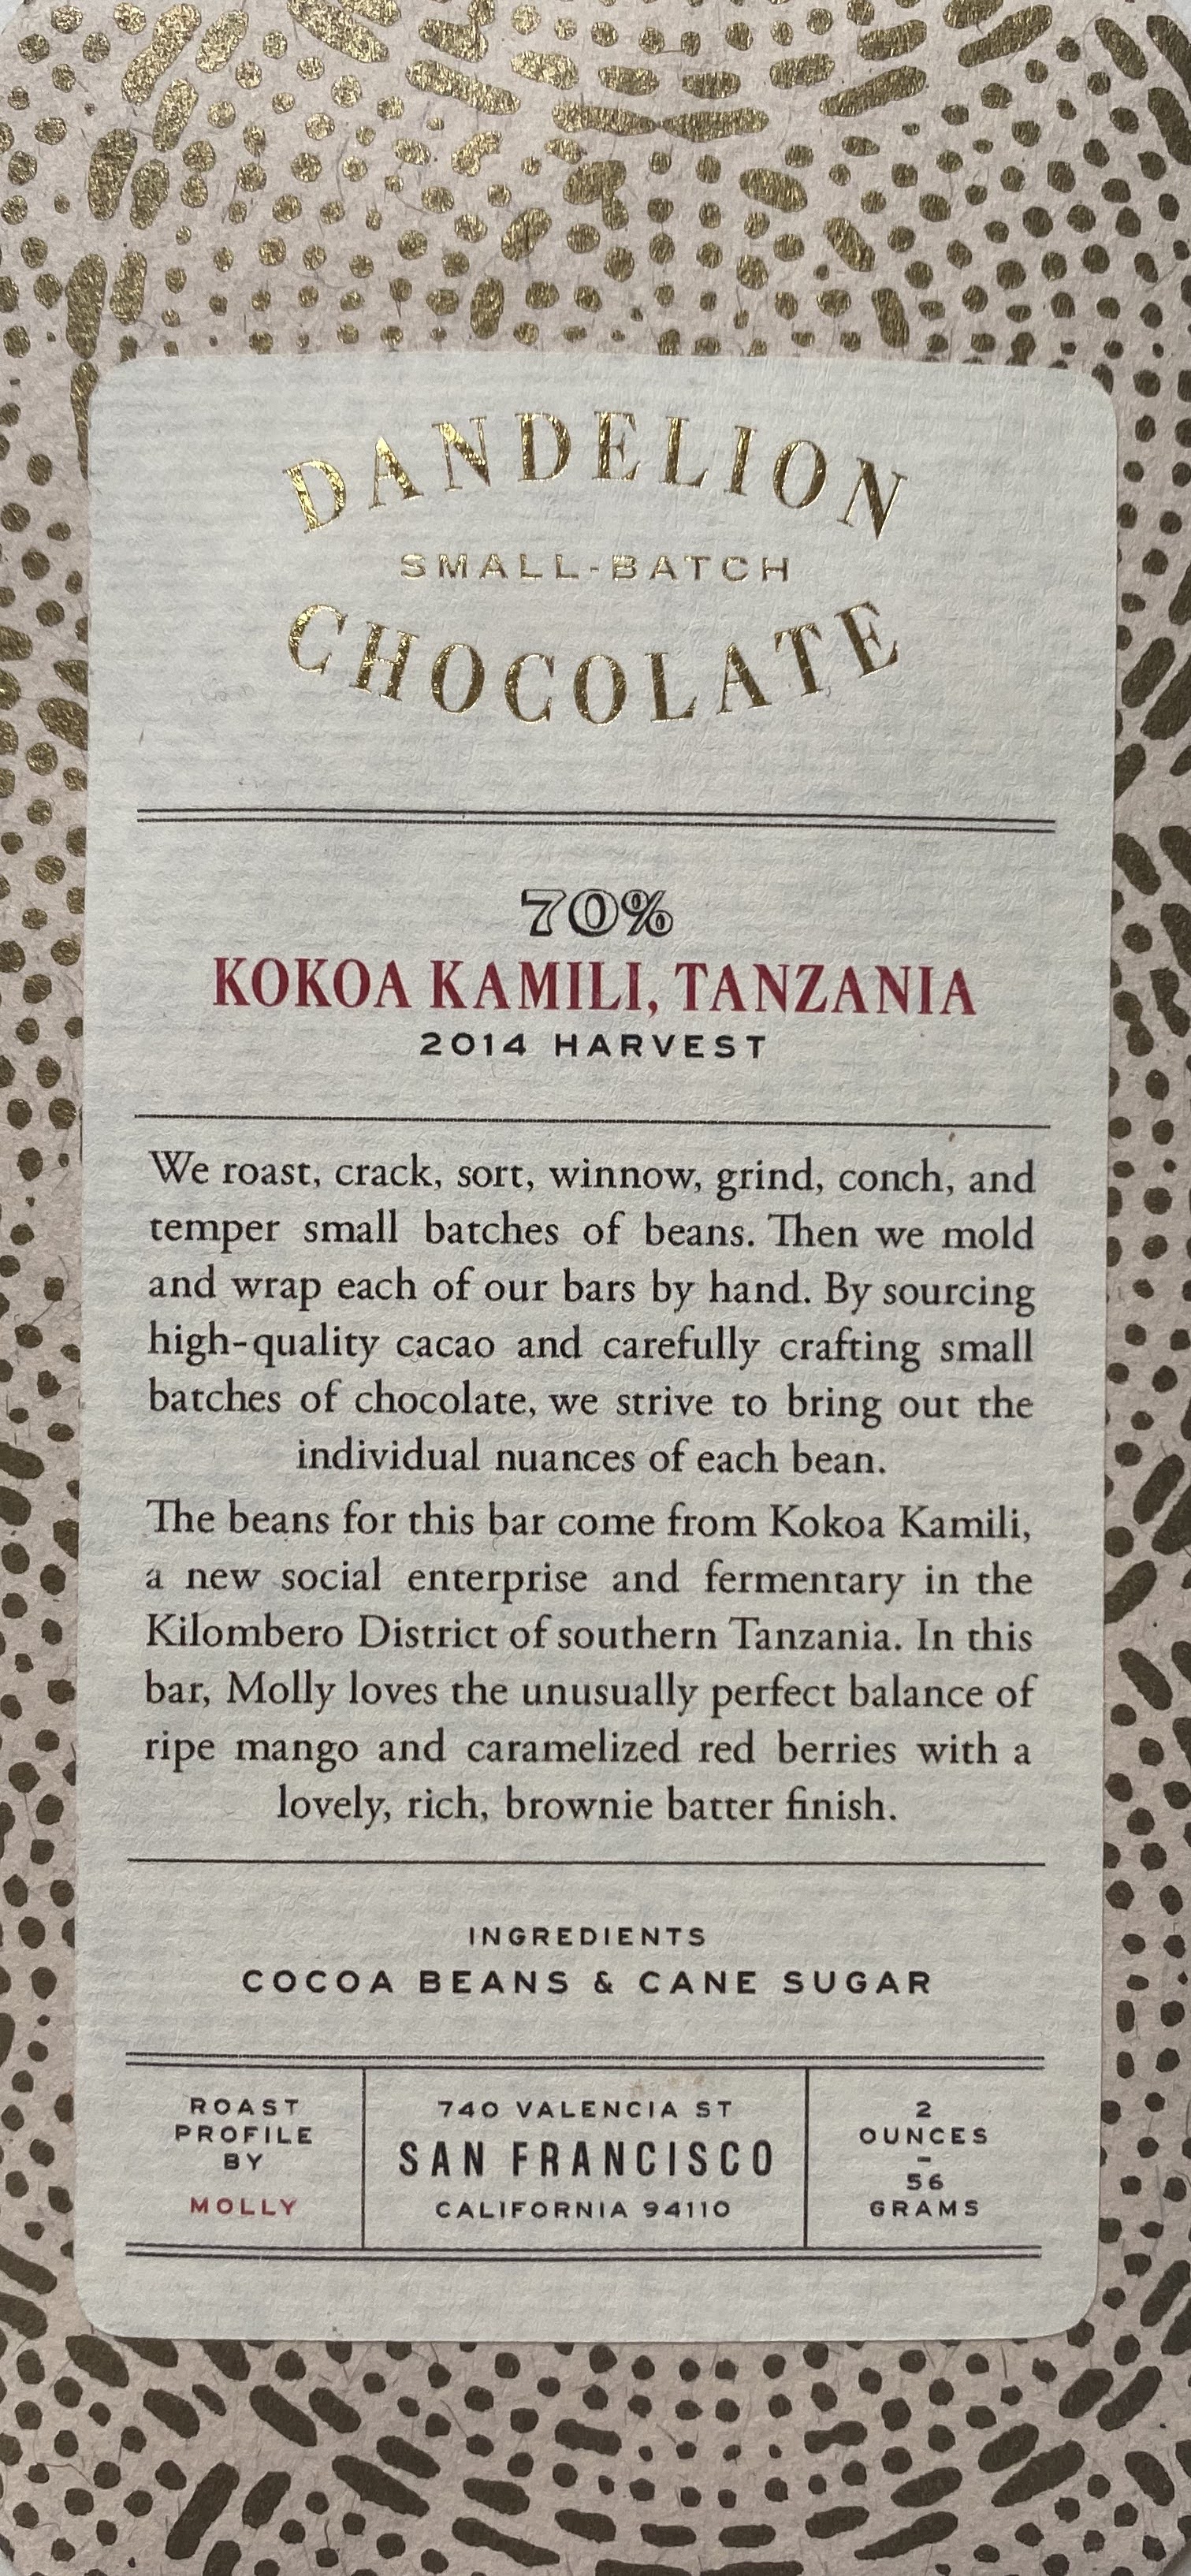 DANDELION
SMALL-BATCH
CHOCOLATE
70%
KOKOA KAMILI, TANZANIA
2014 HARVEST
We roast, crack, sort, winnow, grind, conch, and
temper small batches of beans. Then we mold
and wrap each of our bars by hand. By sourcing
high-quality cacao and carefully crafting small
batches of chocolate, we strive to bring out the
individual nuances of each bean.
The beans for this bar come from Kokoa Kamili,
a new social enterprise and fermentary in the
Kilombero District of southern Tanzania. In this
bar, Molly loves the unusually perfect balance of
ripe mango and caramelized red berries with a
lovely, rich, brownie batter finish.
INGREDIENTS
COCOA BEANS & CANE SUGAR
ROAST
PROFILE
BY
MOLLY
740 VALENCIA ST
SAN FRANCISCO
CALIFORNIA 94110
2
OUNCES
–
56
GRAMS